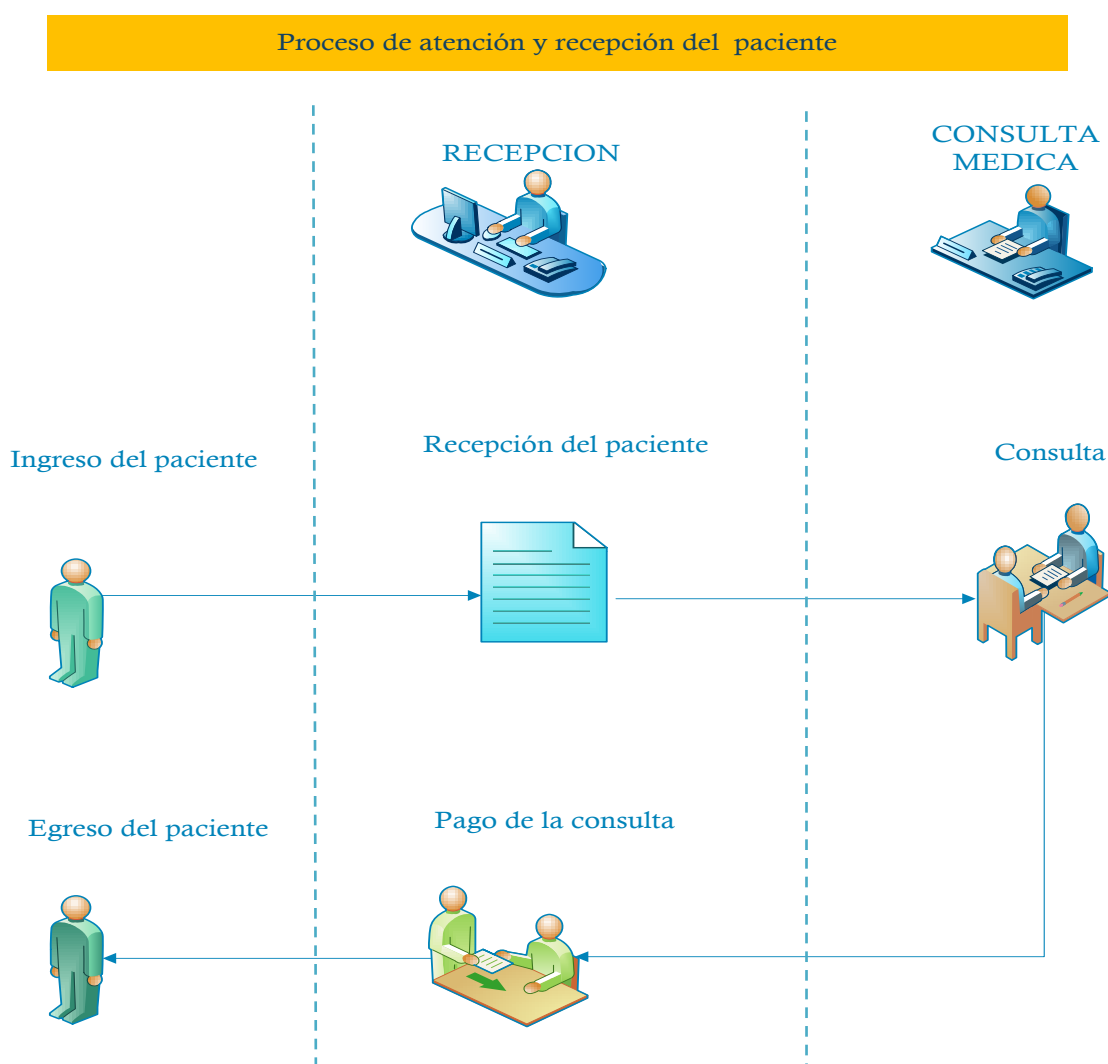 Proceso de atención y recepción del paciente
RECEPCION
CONSULTA
MEDICA
Ingreso del paciente
Recepción del paciente
Consulta
Egreso del paciente
Pago de la consulta